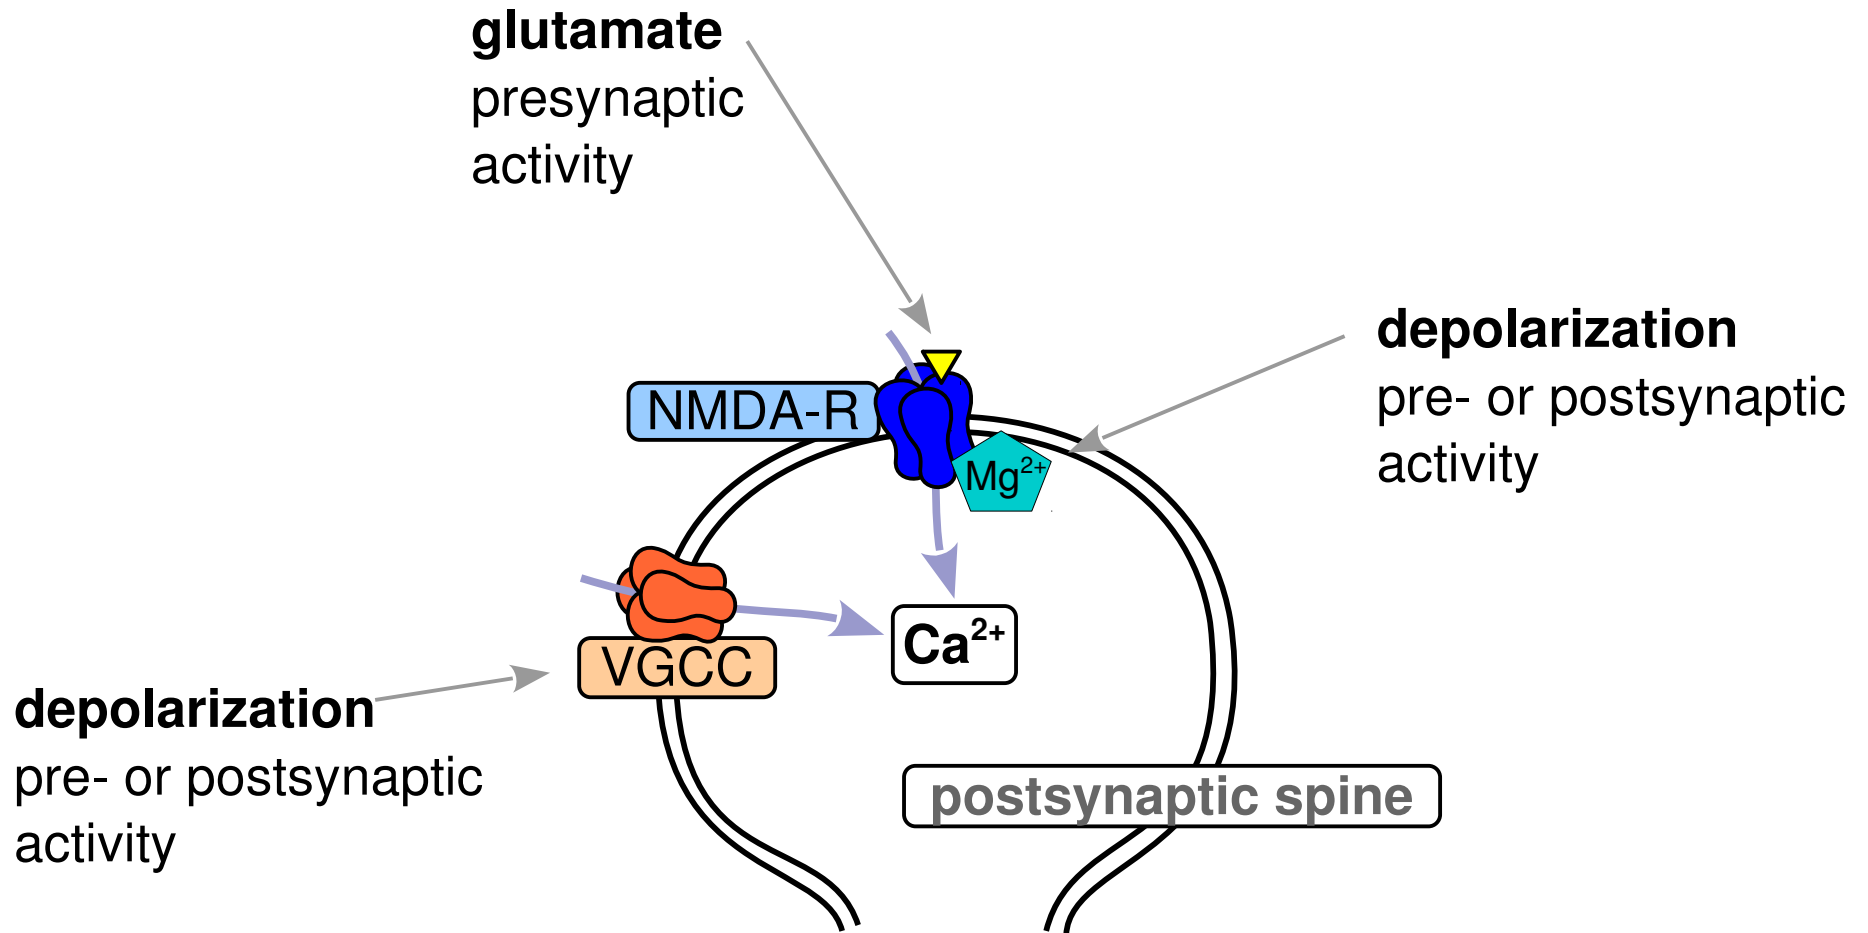 glutamate
presynaptic
activity
depolarization
pre- or postsynaptic
activity
NMDA-R
Mg²⁺
Ca²⁺
VGCC
depolarization
pre- or postsynaptic
activity
postsynaptic spine